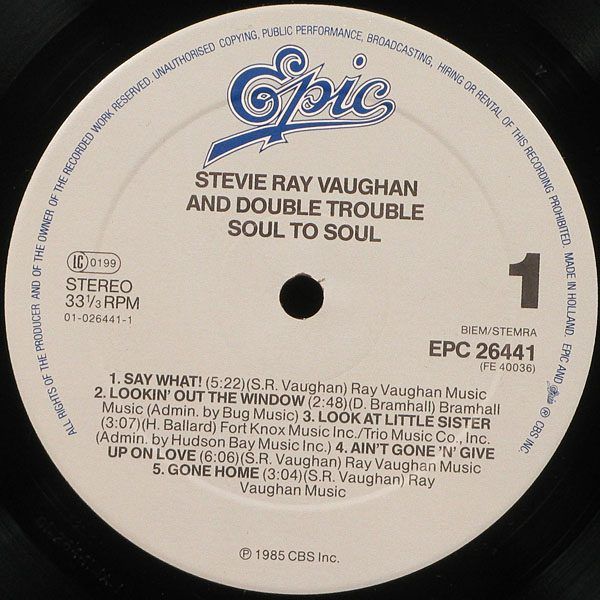 ALL RIGHTS OF THE PRODUCER AND OF THE OWNER OF THE RECORDED WORK RESERVED. UNAUTHORISED COPYING, PUBLIC PERFORMANCE, BROADCASTING, HIRING OR RENTAL OF THIS RECORDING PROHIBITED. MADE IN HOLLAND. EPIC AND Epic ® CBS INC.
Epic
STEVIE RAY VAUGHAN
AND DOUBLE TROUBLE
SOUL TO SOUL
LC 0199
STEREO
33 1/3 RPM
01-026441-1
1
BIEM/STEMRA
EPC 26441
(FE 40036)
1. SAY WHAT! (5:22)(S.R. Vaughan) Ray Vaughan Music
2. LOOKIN' OUT THE WINDOW (2:48)(D. Bramhall) Bramhall
Music (Admin. by Bug Music) 3. LOOK AT LITTLE SISTER
(3:07)(H. Ballard) Fort Knox Music Inc./Trio Music Co., Inc.
(Admin. by Hudson Bay Music Inc.) 4. AIN'T GONE 'N' GIVE
UP ON LOVE (6:06)(S.R. Vaughan) Ray Vaughan Music
5. GONE HOME (3:04)(S.R. Vaughan) Ray
Vaughan Music
℗ 1985 CBS Inc.